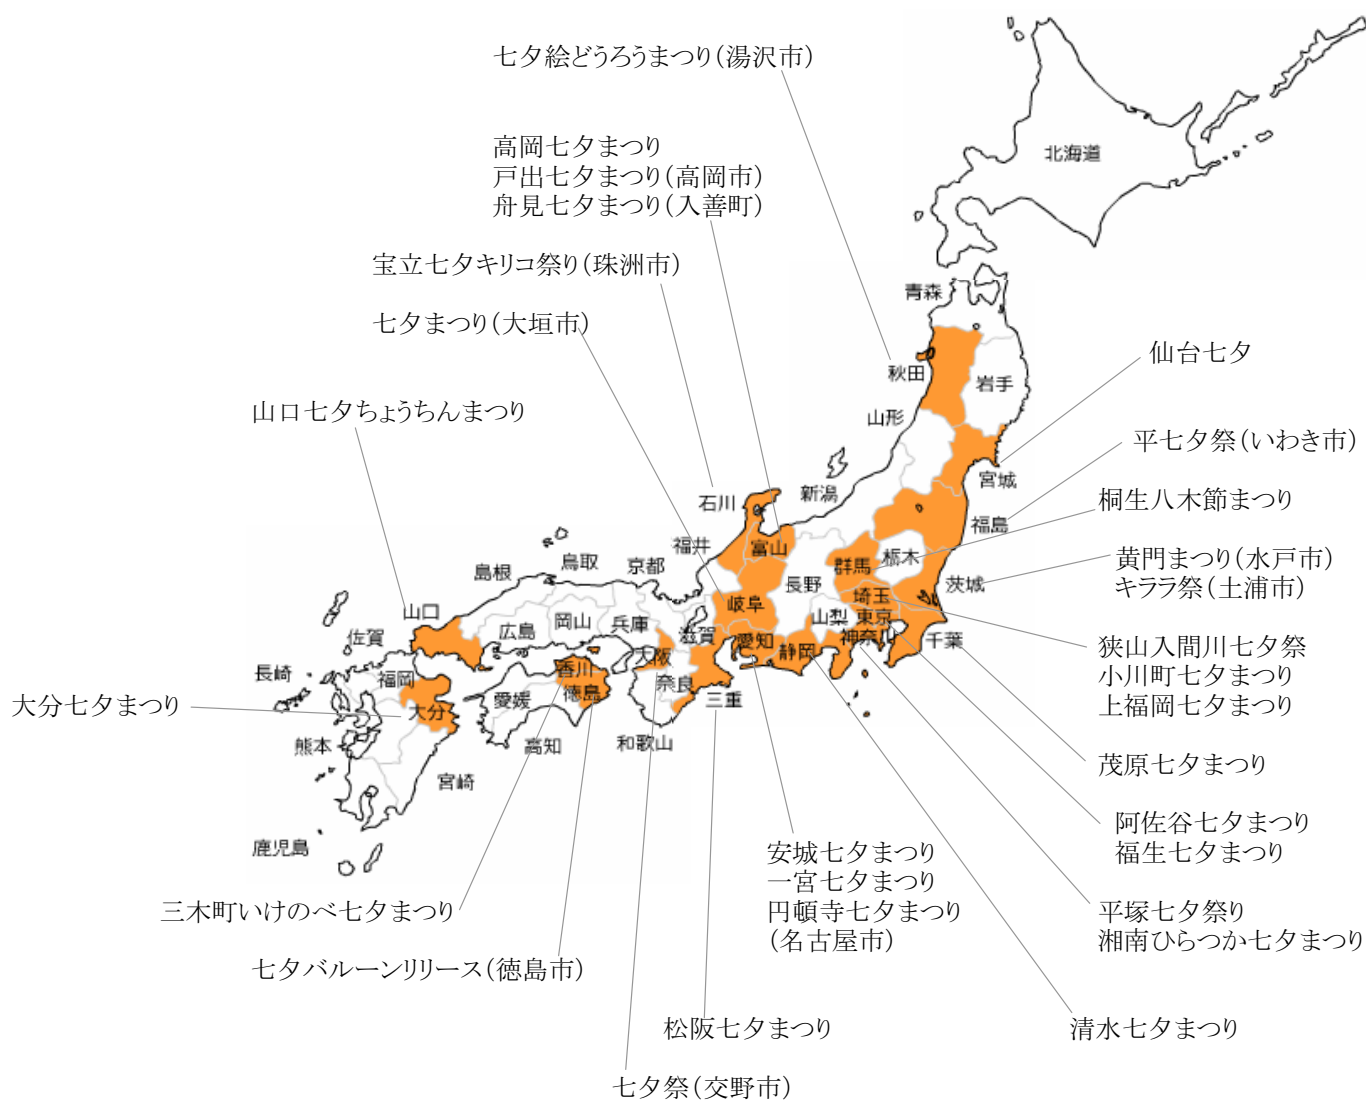 七夕絵どうろうまつり(湯沢市)
高岡七夕まつり
戸出七夕まつり(高岡市)
舟見七夕まつり(入善町)
北海道
宝立七夕キリコ祭り(珠洲市)
青森
七夕まつり(大垣市)
仙台七夕
秋田
岩手
山口七夕ちょうちんまつり
山形
平七夕祭(いわき市)
宮城
新潟
石川
桐生八木節まつり
福島
福井
富山
鳥取
京都
島根
群馬
栃木
黄門まつり(水戸市)
キララ祭(土浦市)
長野
茨城
岐阜
埼玉
山口
岡山
兵庫
山梨
東京
広島
滋賀
佐賀
愛知
静岡
神奈川
千葉
狭山入間川七夕祭
小川町七夕まつり
上福岡七夕まつり
大阪
香川
長崎
福岡
奈良
徳島
愛媛
三重
大分七夕まつり
大分
高知
和歌山
熊本
宮崎
茂原七夕まつり
阿佐谷七夕まつり
福生七夕まつり
鹿児島
安城七夕まつり
一宮七夕まつり
円頓寺七夕まつり
(名古屋市)
三木町いけのべ七夕まつり
平塚七夕祭り
湘南ひらつか七夕まつり
七夕バルーンリリース(徳島市)
松阪七夕まつり
清水七夕まつり
七夕祭(交野市)